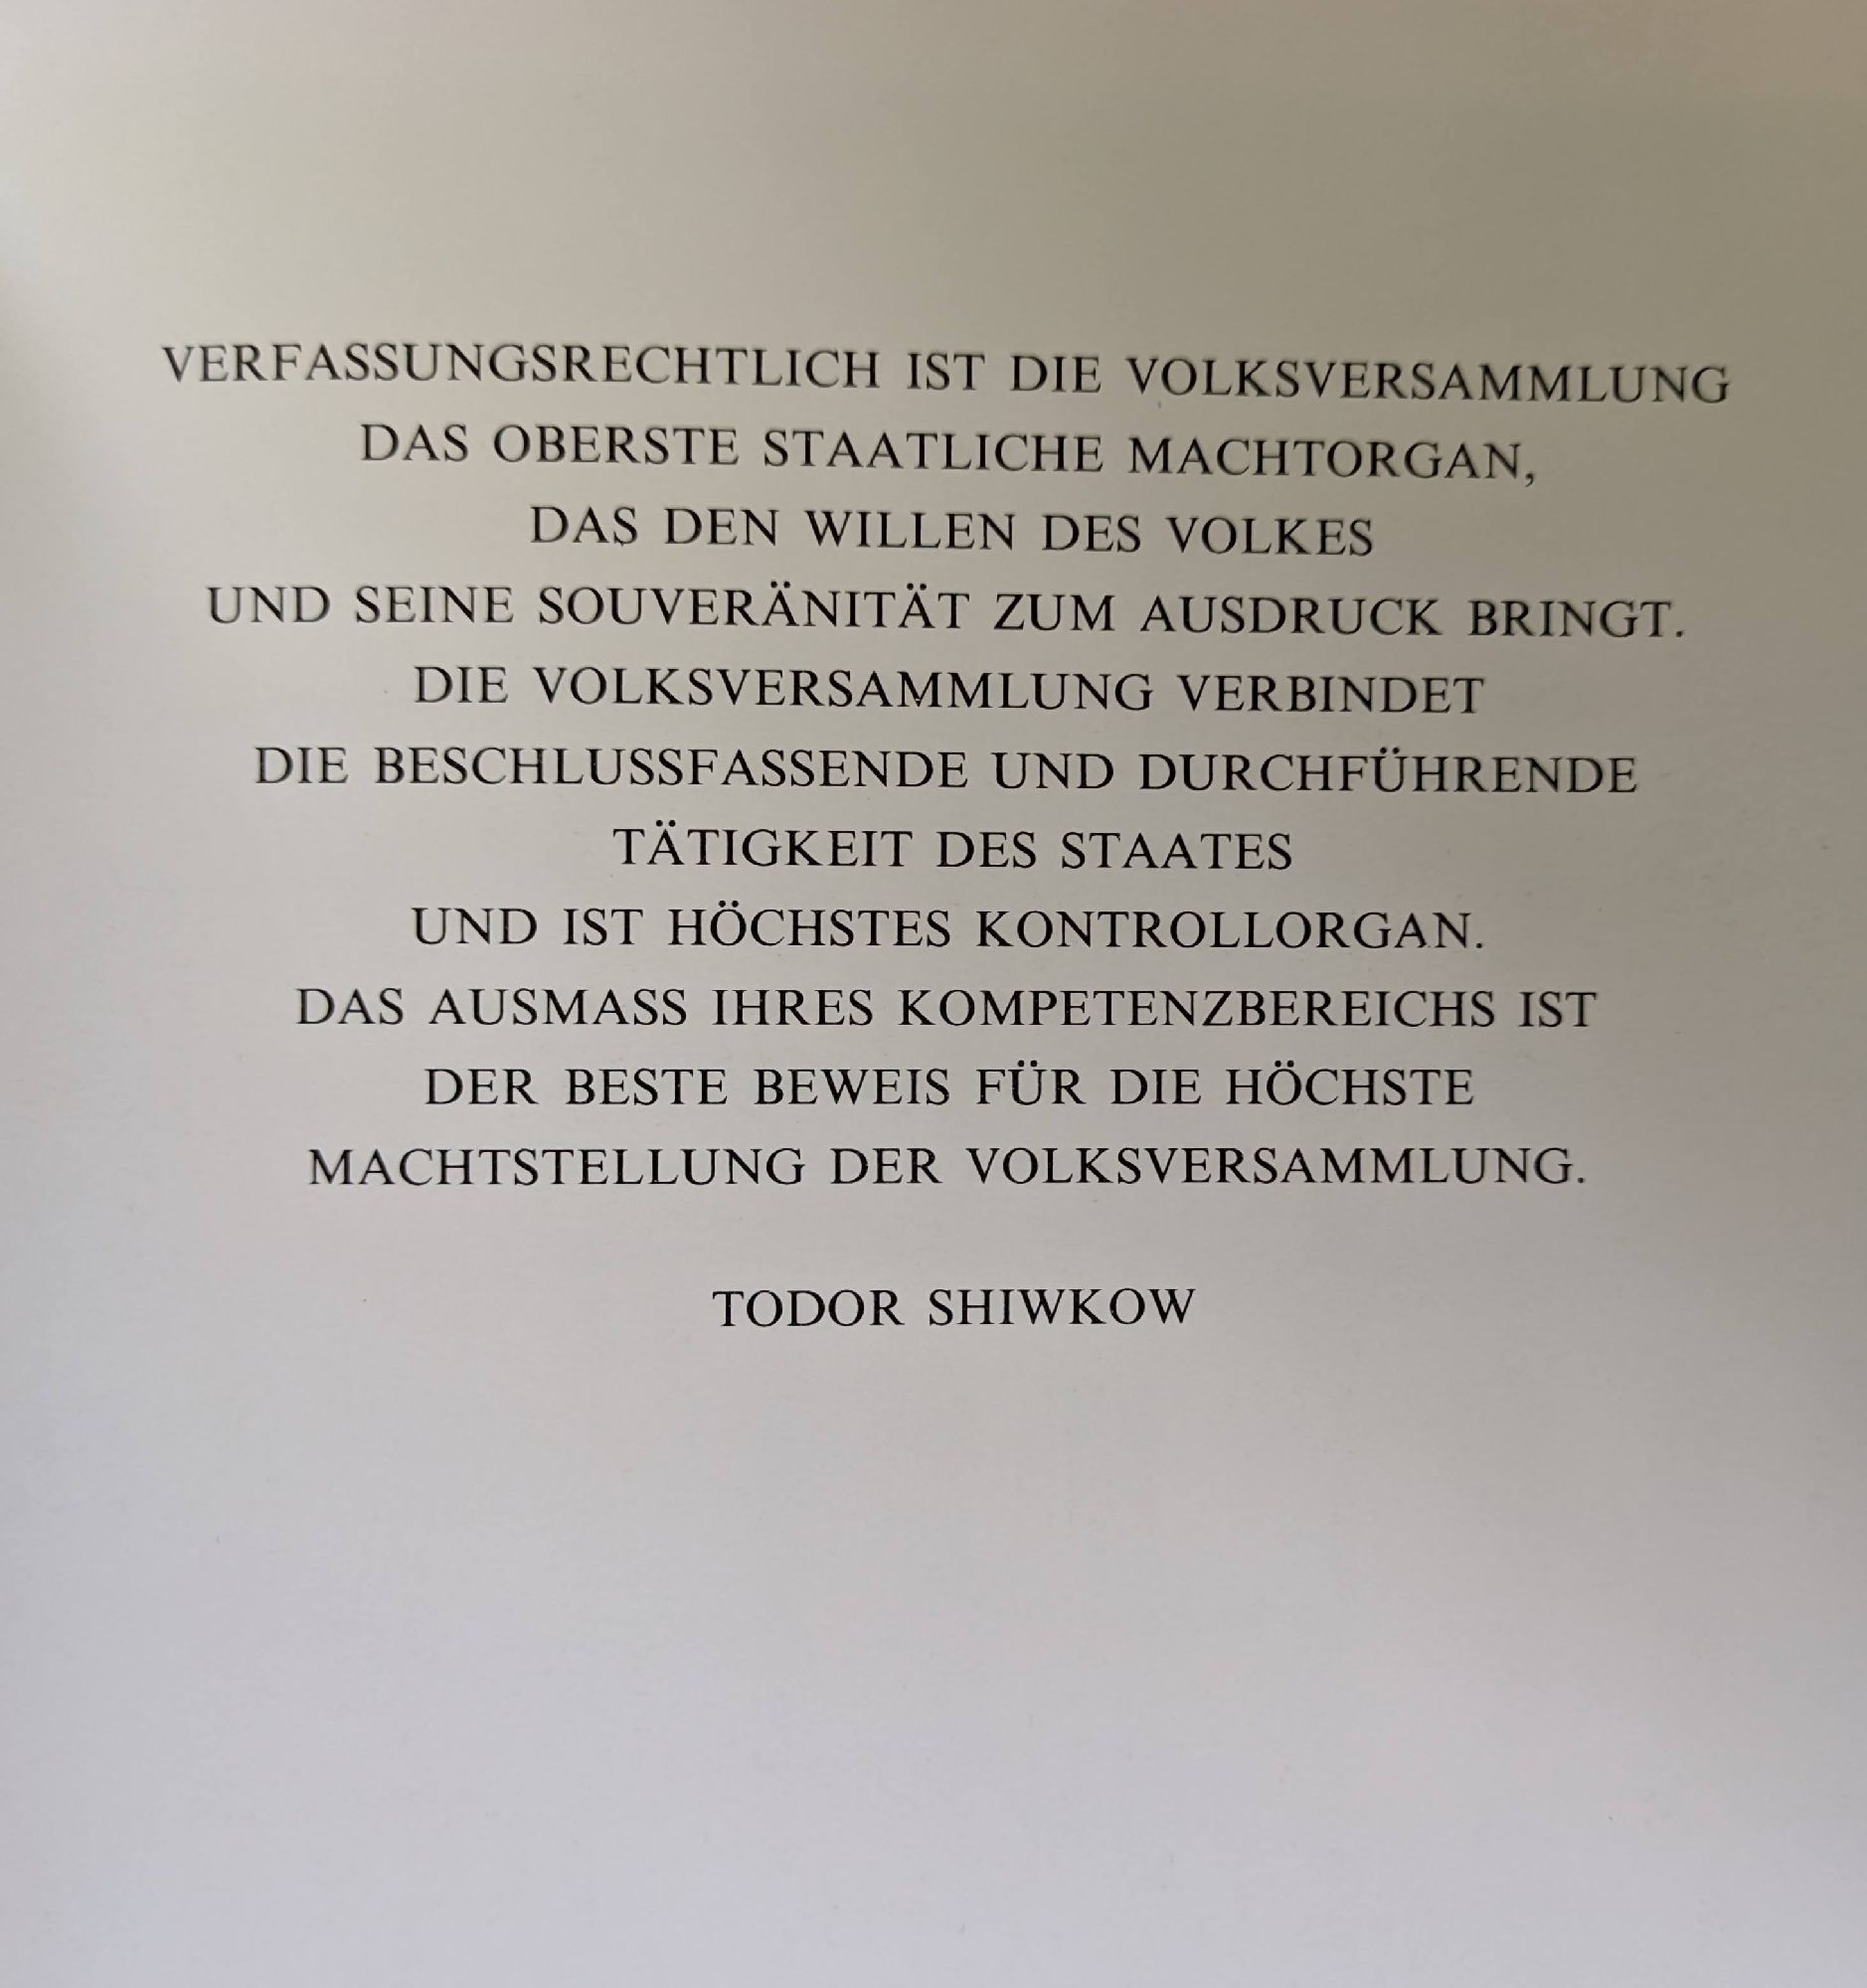 VERFASSUNGSRECHTLICH IST DIE VOLKSVERSAMMLUNG
DAS OBERSTE STAATLICHE MACHTORGAN,
DAS DEN WILLEN DES VOLKES
UND SEINE SOUVERÄNITÄT ZUM AUSDRUCK BRINGT.
DIE VOLKSVERSAMMLUNG VERBINDET
DIE BESCHLUSSFASSENDE UND DURCHFÜHRENDE
TÄTIGKEIT DES STAATES
UND IST HÖCHSTES KONTROLLORGAN.
DAS AUSMASS IHRES KOMPETENZBEREICHS IST
DER BESTE BEWEIS FÜR DIE HÖCHSTE
MACHTSTELLUNG DER VOLKSVERSAMMLUNG.
TODOR SHIWKOW